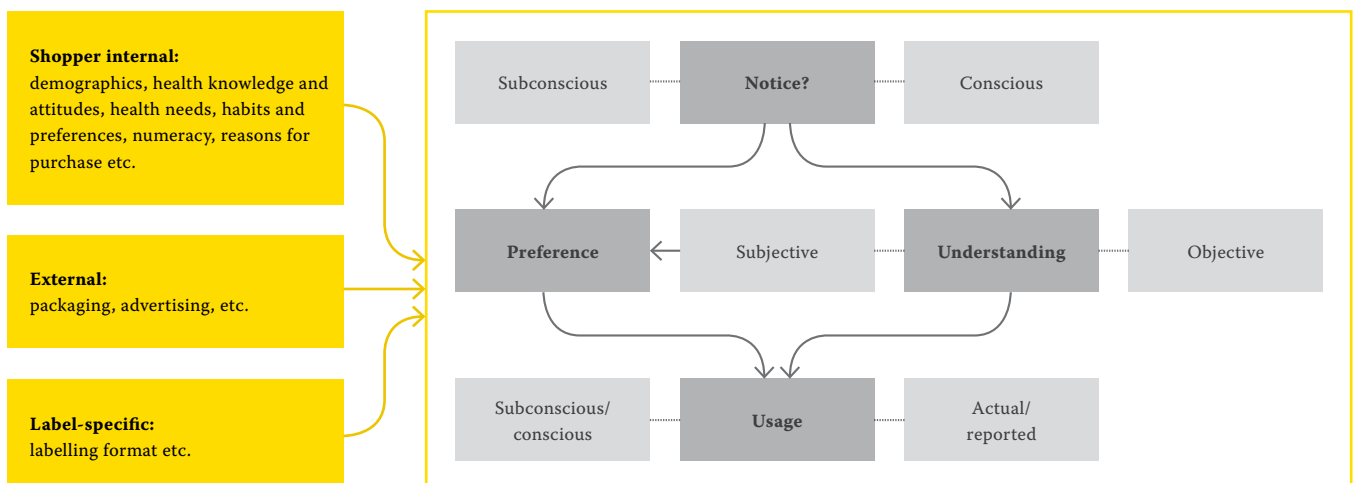 Shopper internal:
demographics, health knowledge and
attitudes, health needs, habits and
preferences, numeracy, reasons for
purchase etc.
External:
packaging, advertising, etc.
Label-specific:
labelling format etc.
Subconscious
Notice?
Conscious
Preference
Subjective
Understanding
Objective
Subconscious/
conscious
Usage
Actual/
reported